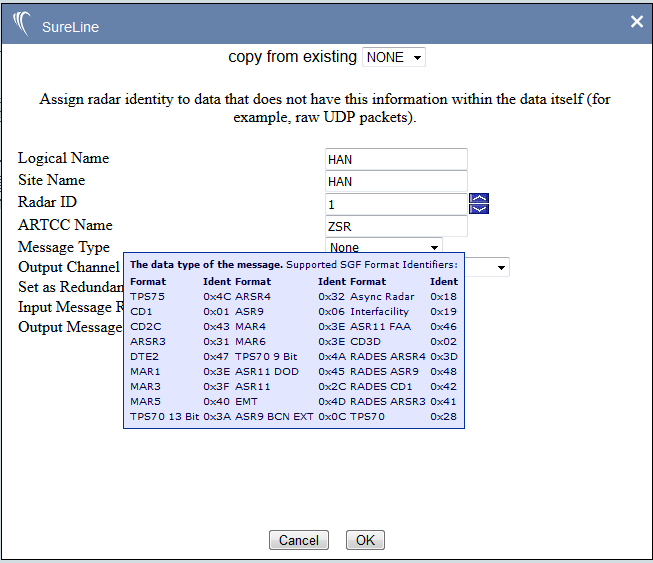 SureLine
copy from existing NONE
Assign radar identity to data that does not have this information within the data itself (for
example, raw UDP packets).
Logical Name HAN
Site Name HAN
Radar ID 1
ARTCC Name ZSR
Message Type None
Output Channel
Set as Redundan
Input Message R
Output Message
The data type of the message. Supported SGF Format Identifiers:
Format Ident Format Ident Format Ident
TPS75 0x4C ARSR4 0x32 Async Radar 0x18
CD1 0x01 ASR9 0x06 Interfacility 0x19
CD2C 0x43 MAR4 0x3E ASR11 FAA 0x46
ARSR3 0x31 MAR6 0x3E CD3D 0x02
DTE2 0x47 TPS70 9 Bit 0x4A RADES ARSR4 0x3D
MAR1 0x3E ASR11 DOD 0x45 RADES ASR9 0x48
MAR3 0x3F ASR11 0x2C RADES CD1 0x42
MAR5 0x40 EMT 0x4D RADES ARSR3 0x41
TPS70 13 Bit 0x3A ASR9 BCN EXT 0x0C TPS70 0x28
Cancel OK